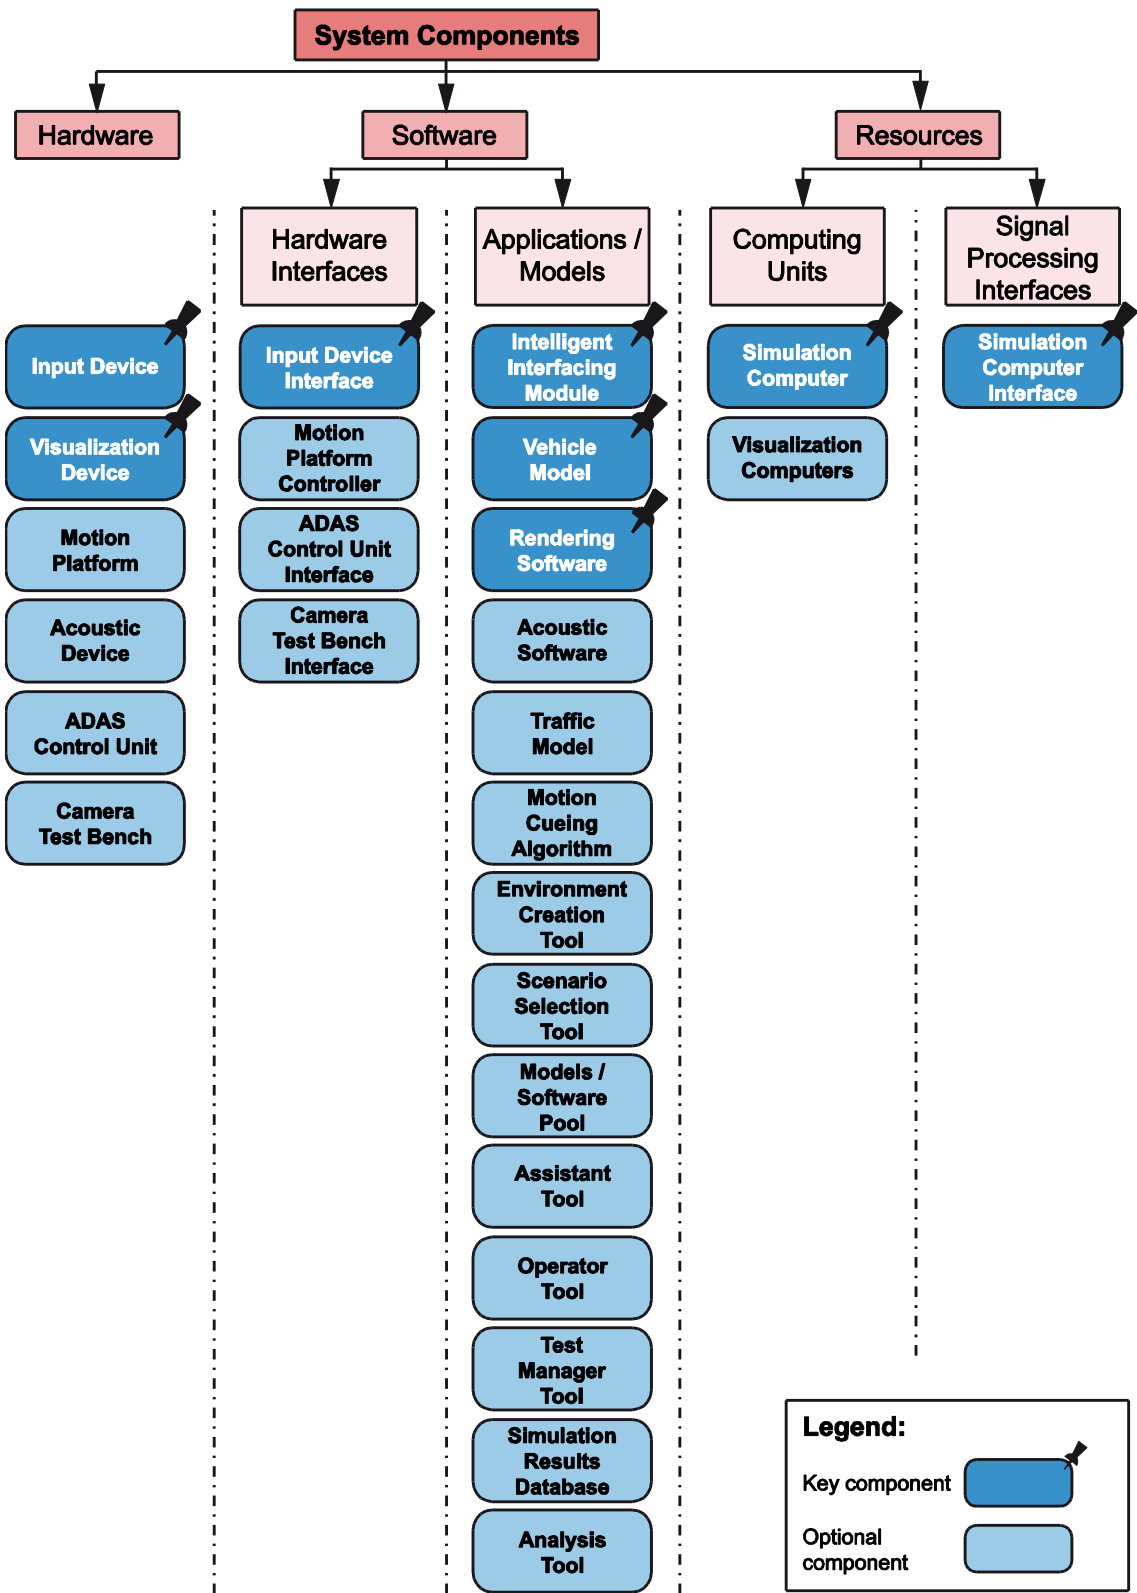 System Components
Hardware
Software
Resources
Hardware
Interfaces
Applications /
Models
Computing
Units
Signal
Processing
Interfaces
Input Device
Visualization
Device
Motion
Platform
Acoustic
Device
ADAS
Control Unit
Camera
Test Bench
Input Device
Interface
Motion
Platform
Controller
ADAS
Control Unit
Interface
Camera
Test Bench
Interface
Intelligent
Interfacing
Module
Vehicle
Model
Rendering
Software
Acoustic
Software
Traffic
Model
Motion
Cueing
Algorithm
Environment
Creation
Tool
Scenario
Selection
Tool
Models /
Software
Pool
Assistant
Tool
Operator
Tool
Test
Manager
Tool
Simulation
Results
Database
Analysis
Tool
Simulation
Computer
Visualization
Computers
Simulation
Computer
Interface
Legend:
Key component
Optional
component